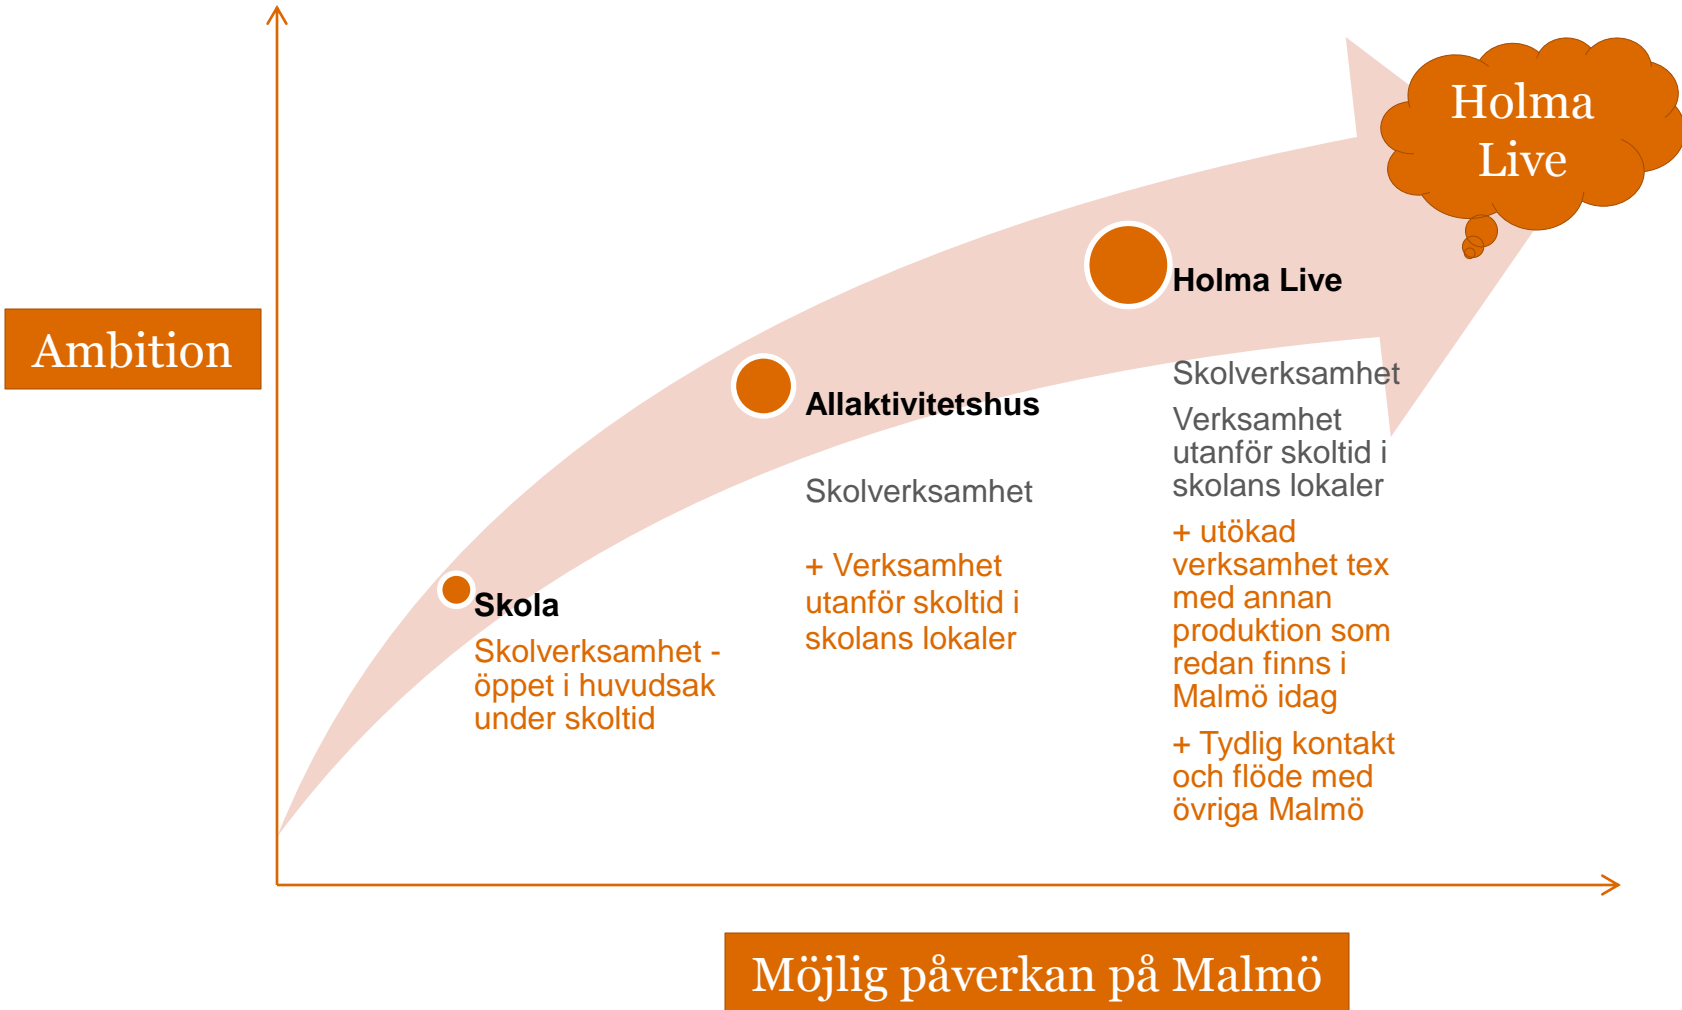 Holma
Live
Ambition
Holma Live
Skolverksamhet
Verksamhet
utanför skoltid i
skolans lokaler
+ utökad
verksamhet tex
med annan
produktion som
redan finns i
Malmö idag
+ Tydlig kontakt
och flöde med
övriga Malmö
Allaktivitetshus
Skolverksamhet
+ Verksamhet
utanför skoltid i
skolans lokaler
Skola
Skolverksamhet -
öppet i huvudsak
under skoltid
Möjlig påverkan på Malmö